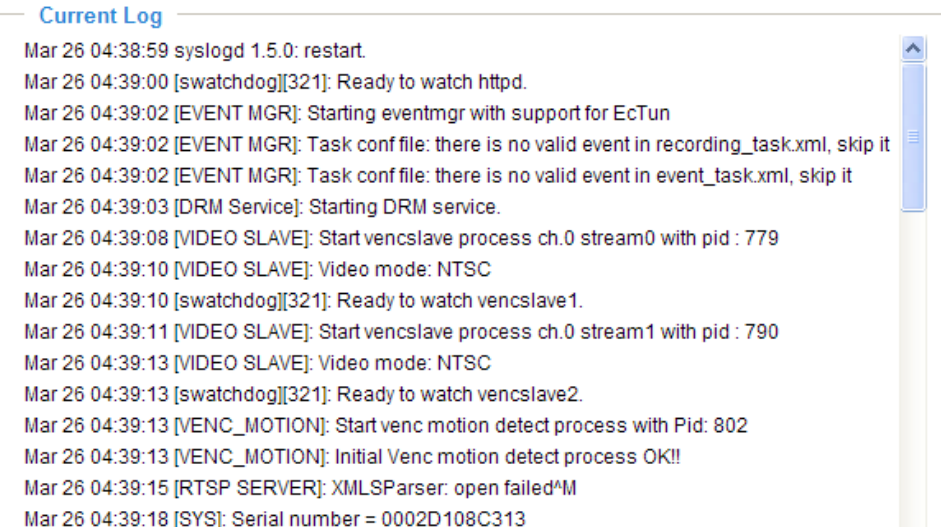 Current Log
Mar 26 04:38:59 syslogd 1.5.0: restart.
Mar 26 04:39:00 [swatchdog][321]: Ready to watch httpd.
Mar 26 04:39:02 [EVENT MGR]: Starting eventmgr with support for EcTun
Mar 26 04:39:02 [EVENT MGR]: Task conf file: there is no valid event in recording_task.xml, skip it
Mar 26 04:39:02 [EVENT MGR]: Task conf file: there is no valid event in event_task.xml, skip it
Mar 26 04:39:03 [DRM Service]: Starting DRM service.
Mar 26 04:39:08 [VIDEO SLAVE]: Start vencslave process ch.0 stream0 with pid : 779
Mar 26 04:39:10 [VIDEO SLAVE]: Video mode: NTSC
Mar 26 04:39:10 [swatchdog][321]: Ready to watch vencslave1.
Mar 26 04:39:11 [VIDEO SLAVE]: Start vencslave process ch.0 stream1 with pid : 790
Mar 26 04:39:13 [VIDEO SLAVE]: Video mode: NTSC
Mar 26 04:39:13 [swatchdog][321]: Ready to watch vencslave2.
Mar 26 04:39:13 [VENC_MOTION]: Start venc motion detect process with Pid: 802
Mar 26 04:39:13 [VENC_MOTION]: Initial Venc motion detect process OK!!
Mar 26 04:39:15 [RTSP SERVER]: XMLSParser: open failed^M
Mar 26 04:39:18 [SYS]: Serial number = 0002D108C313